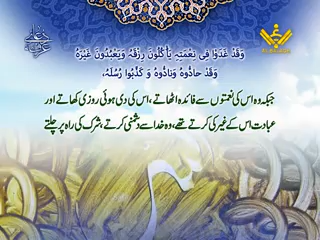 وَقَدْ غَدَوْا فِي نِعْمَتِهِ يَأْكُلُونَ رِزْقَهُ وَيَعْبُدُونَ غَيْرَهُ
وَقَدْ حَادُّوهُ وَنَادُّوهُ وَ كَذَّبُوا رُسُلَهُ،
جبکہ وہ اس کی نعمتوں سے فائدہ اٹھاتے، اس کی دی ہوئی روزی کھاتے اور
عبادت اس کے غیر کی کرتے تھے، وہ خدا سے دشمنی کرتے، شرک کی راہ پر چلتے